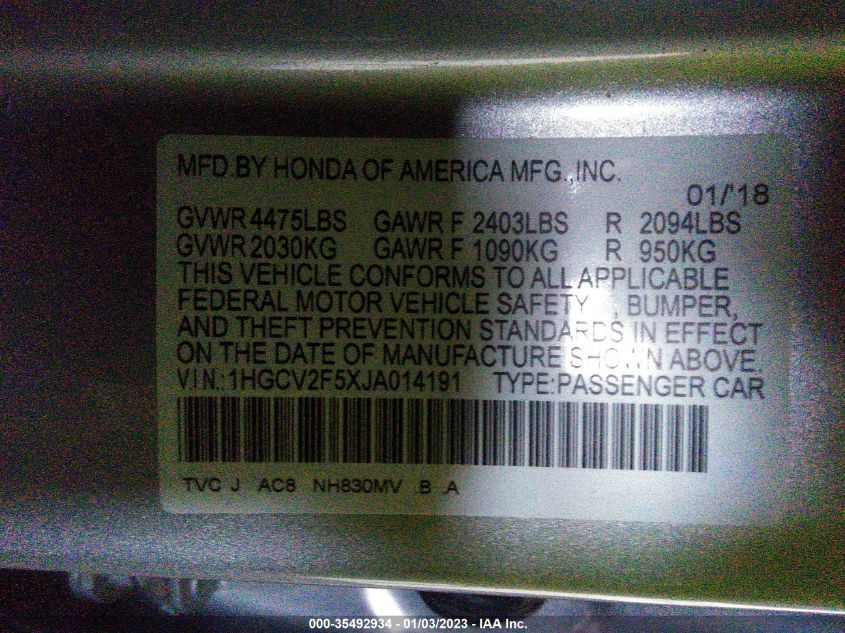 MFD.BY HONDA OF AMERICA MFG.,INC.
01/'18
GVWR 4475LBS GAWR F 2403LBS R 2094LBS
GVWR 2030KG GAWR F 1090KG R 950KG
THIS VEHICLE CONFORMS TO ALL APPLICABLE
FEDERAL MOTOR VEHICLE SAFETY , BUMPER,
AND THEFT PREVENTION STANDARDS IN EFFECT
ON THE DATE OF MANUFACTURE SHOWN ABOVE.
VIN.:1HGCV2F5XJA014191 TYPE:PASSENGER CAR
TVC J AC8 NH830MV .B .A
000-35492934 - 01/03/2023 - IAA Inc.